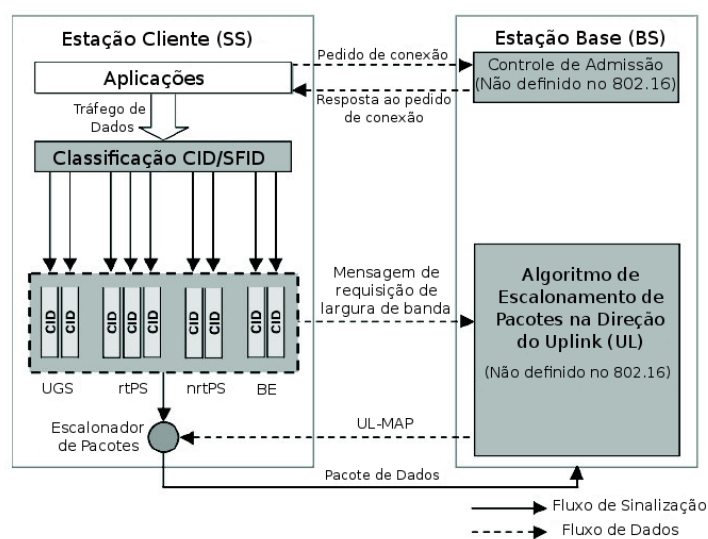 Estação Cliente (SS)
Aplicações
Tráfego de
Dados
Classificação CID/SFID
CID CID CID CID CID CID CID CID CID
UGS rtPS nrtPS BE
Escalonador
de Pacotes
Pedido de conexão
Resposta ao pedido
de conexão
Mensagem de
requisição de
largura de banda
UL-MAP
Pacote de Dados
Estação Base (BS)
Controle de Admissão
(Não definido no 802.16)
Algoritmo de
Escalonamento de
Pacotes na Direção
do Uplink (UL)
(Não definido no 802.16)
Fluxo de Sinalização
Fluxo de Dados